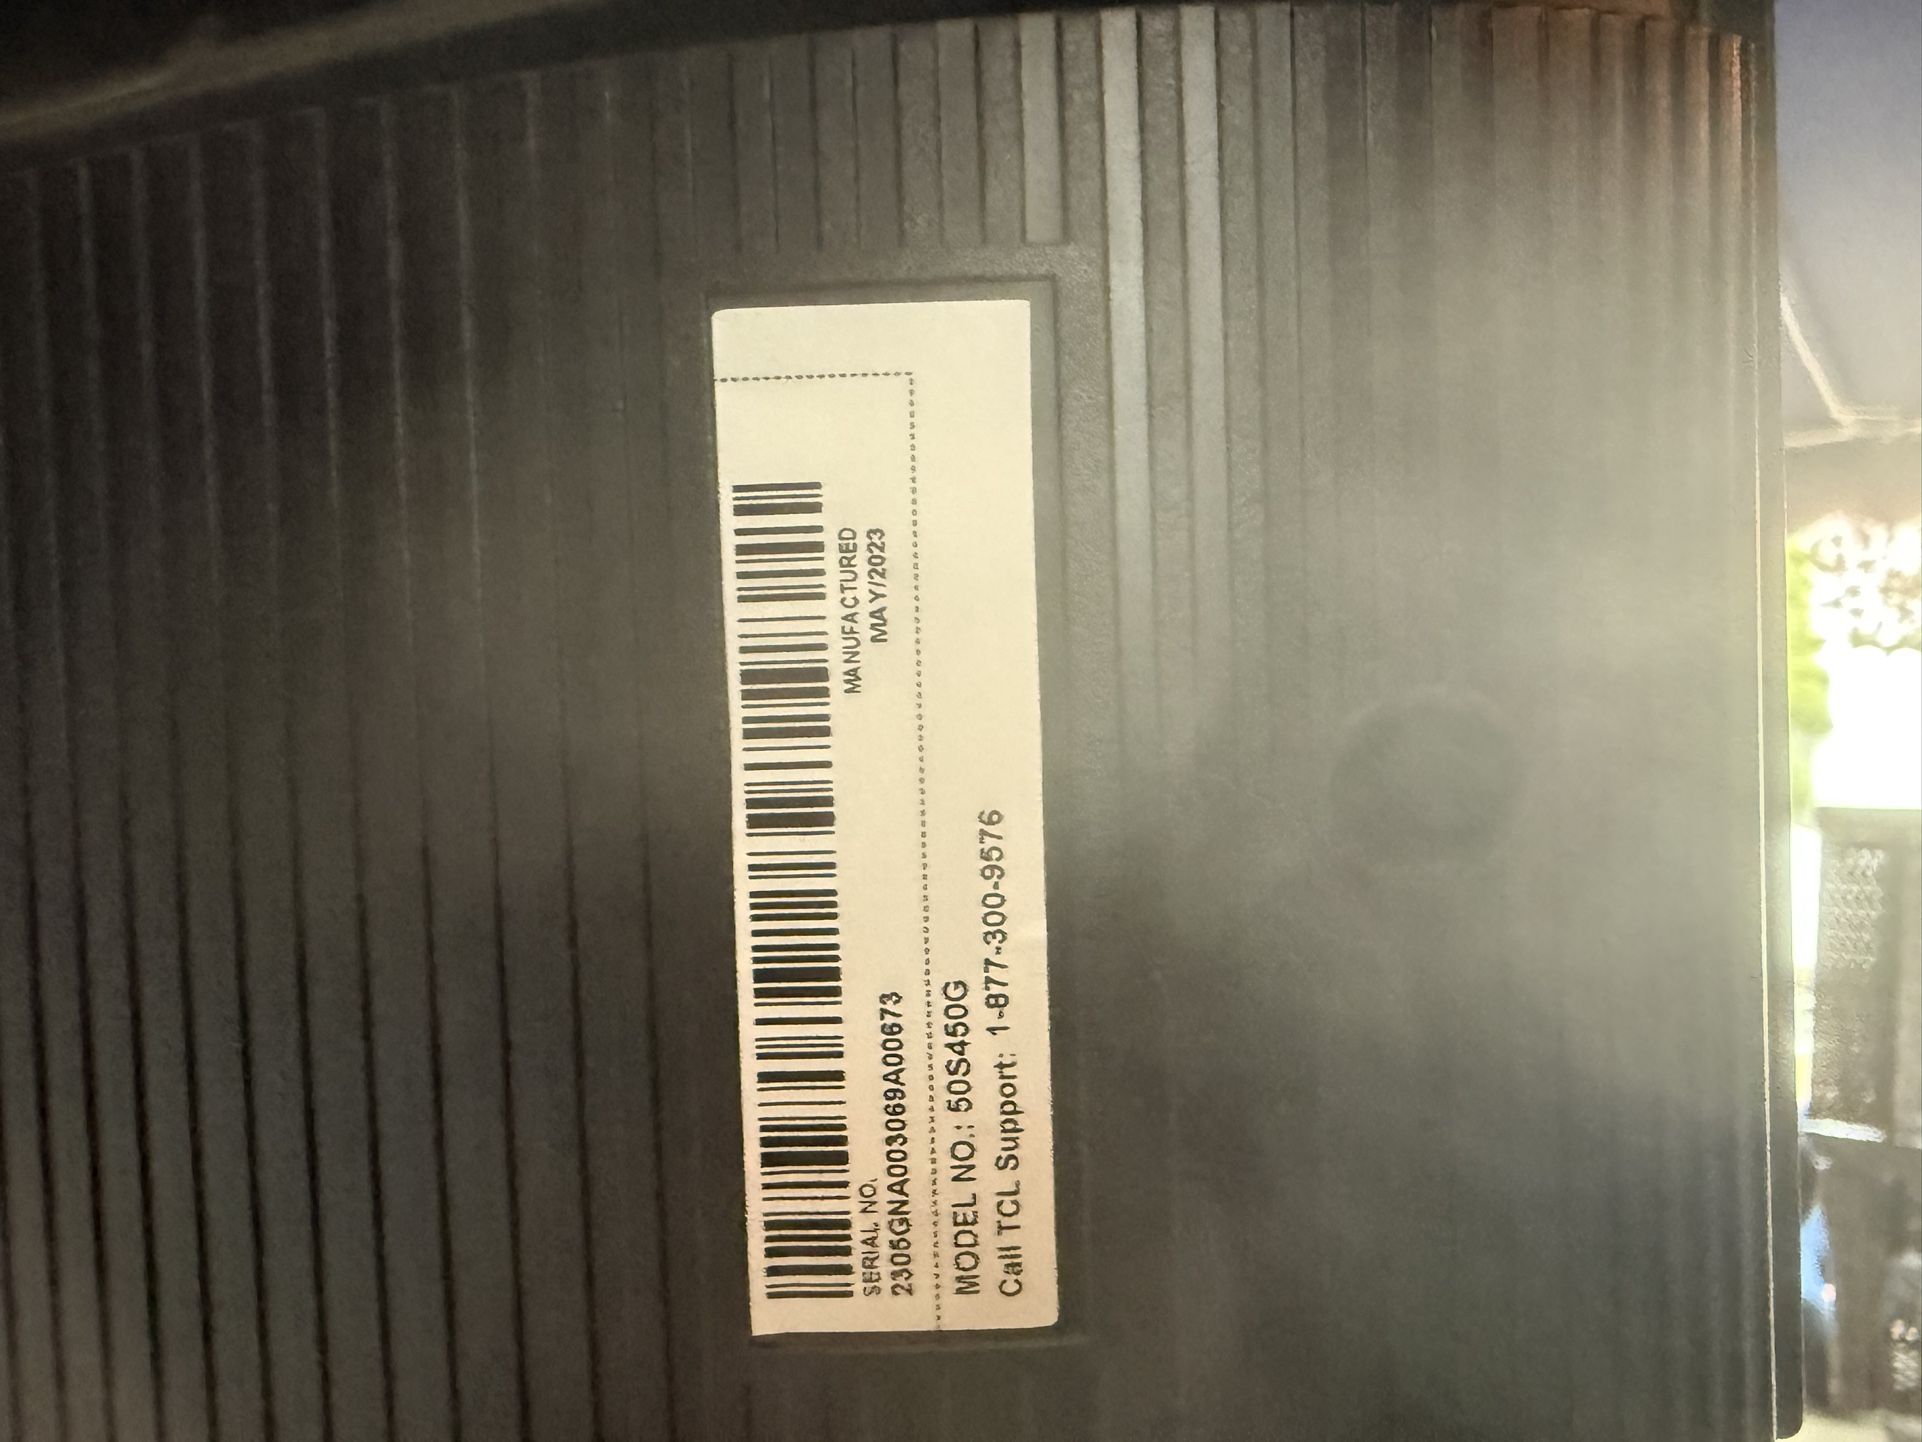 SERIAL NO.
2305GNA003069A00673
MANUFACTURED
MAY/2023
MODEL NO.: 50S450G
Call TCL Support: 1-877-300-9576